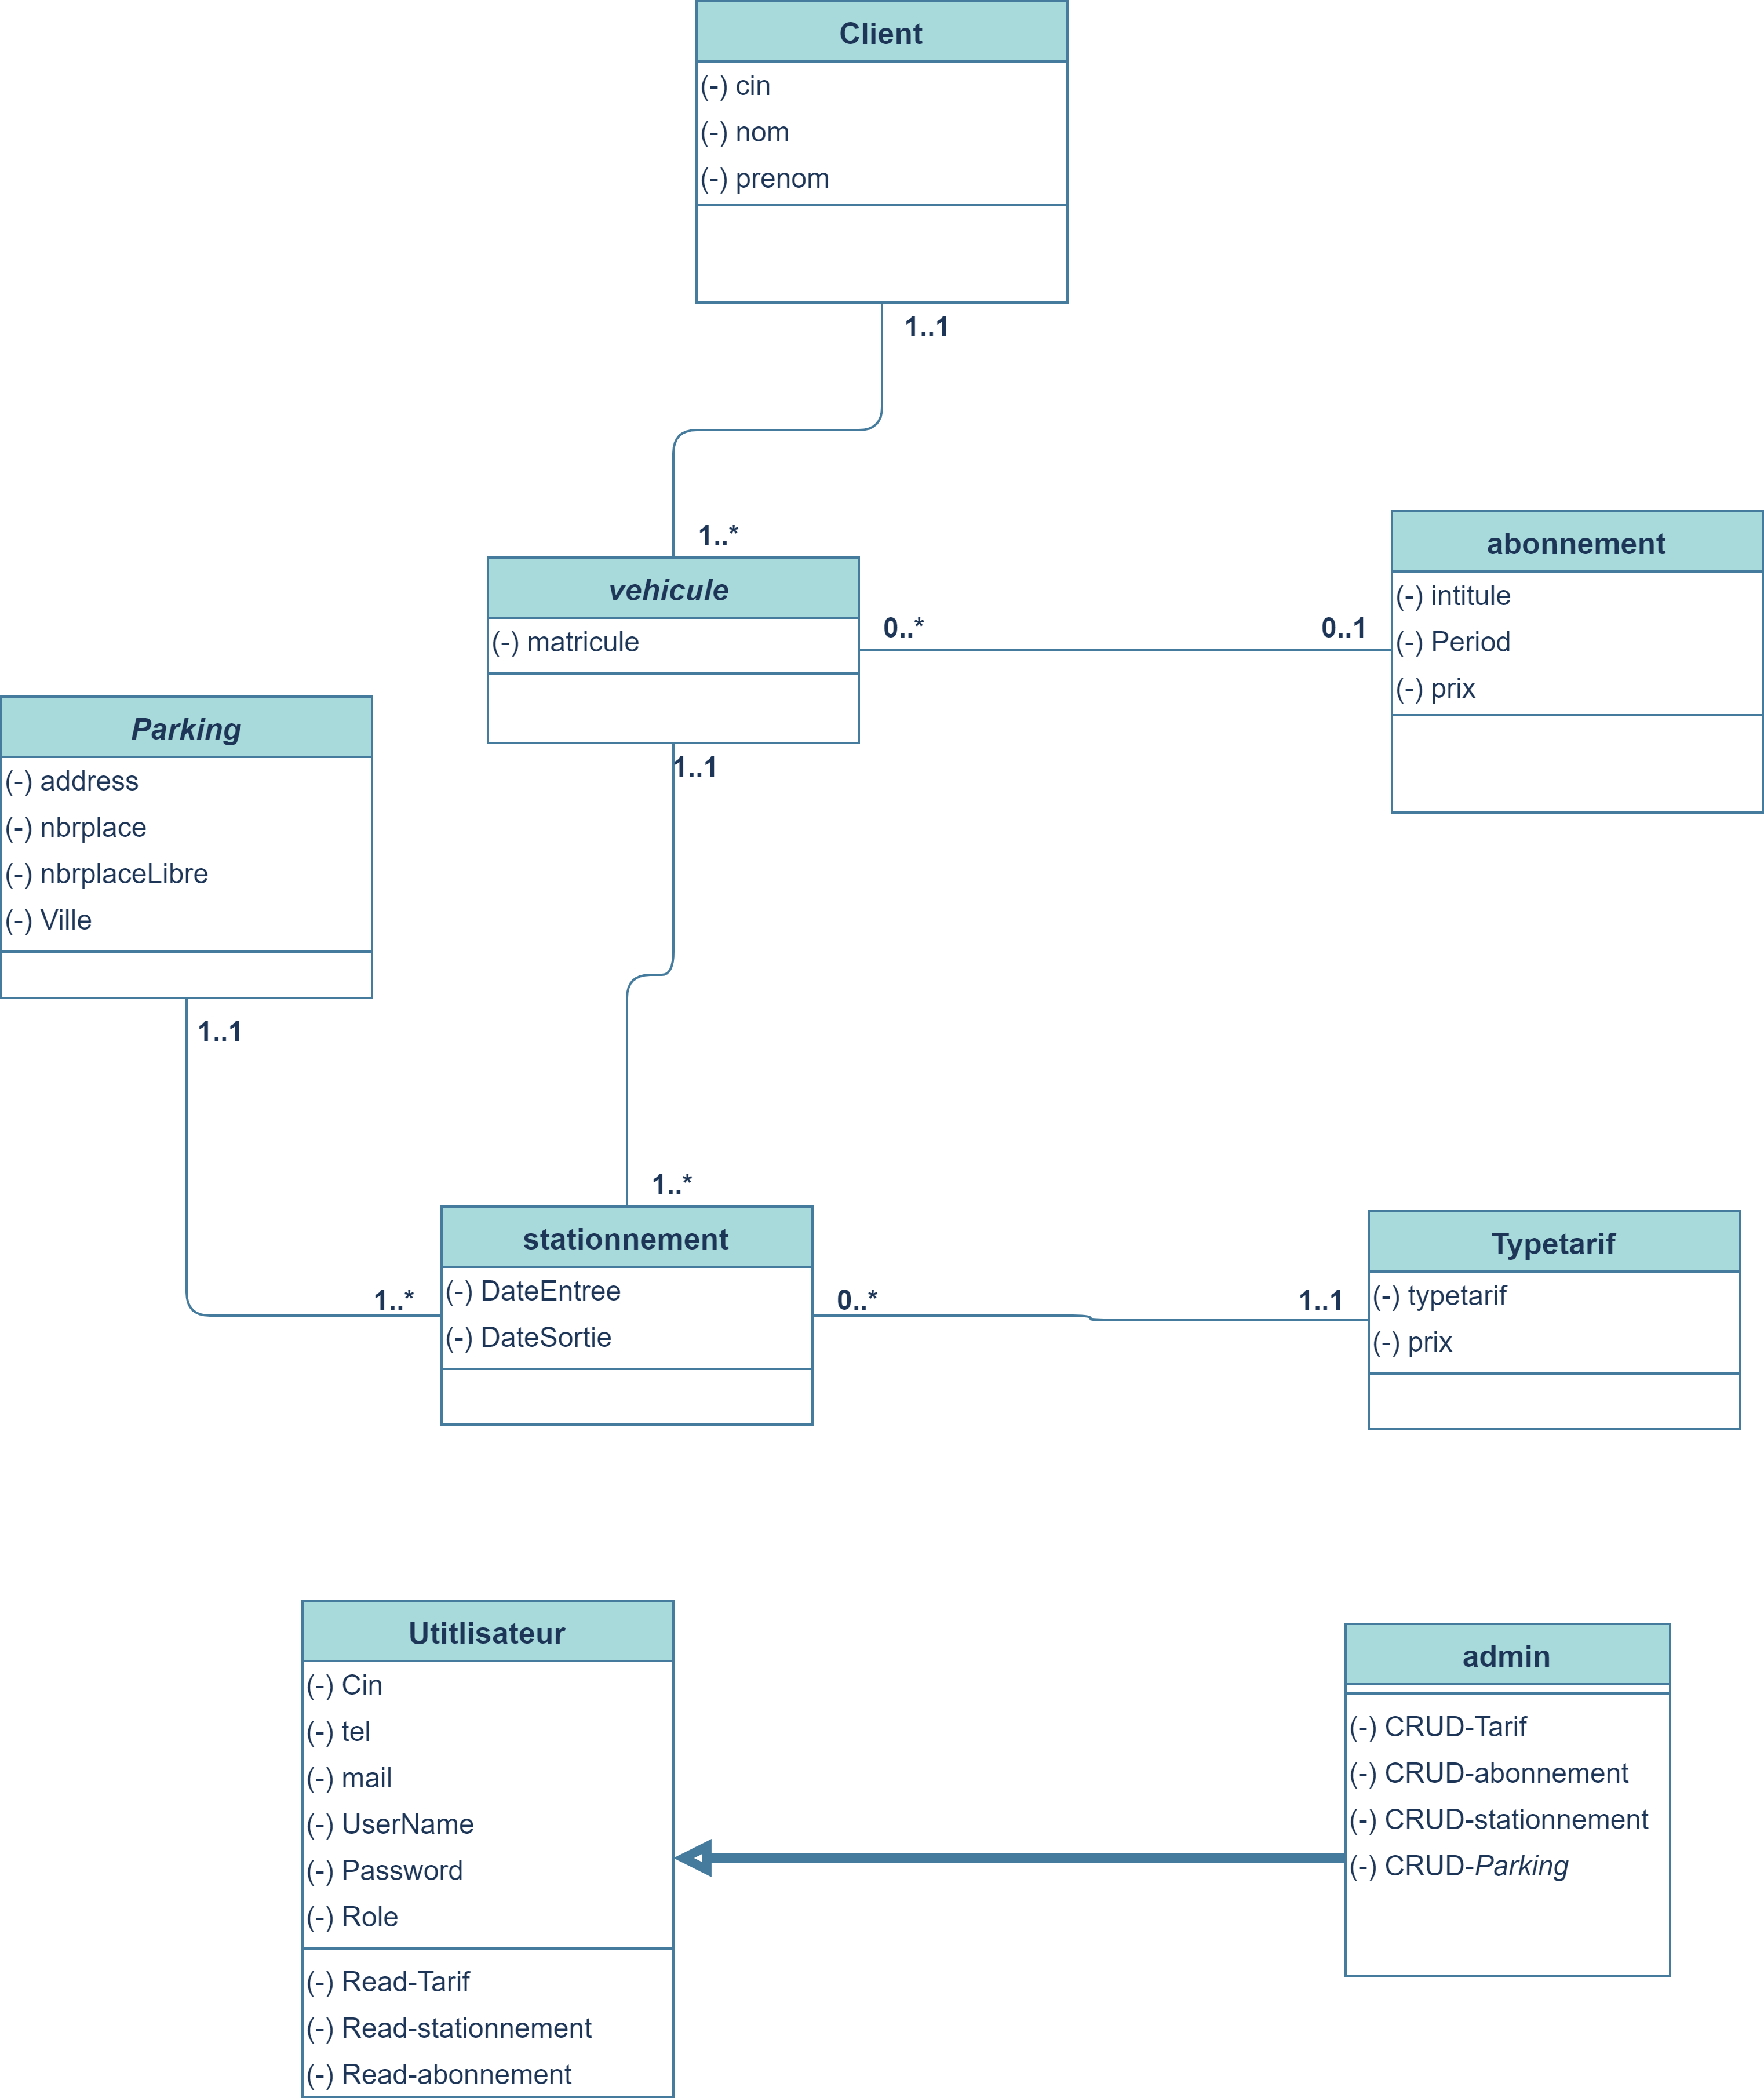 Client
(-) cin
(-) nom
(-) prenom
1..1
1..*
vehicule
(-) matricule
0..*
0..1
abonnement
(-) intitule
(-) Period
(-) prix
1..1
Parking
(-) address
(-) nbrplace
(-) nbrplaceLibre
(-) Ville
1..1
1..*
1..*
stationnement
(-) DateEntree
(-) DateSortie
0..*
1..1
Typetarif
(-) typetarif
(-) prix
Utitlisateur
(-) Cin
(-) tel
(-) mail
(-) UserName
(-) Password
(-) Role
(-) Read-Tarif
(-) Read-stationnement
(-) Read-abonnement
admin
(-) CRUD-Tarif
(-) CRUD-abonnement
(-) CRUD-stationnement
(-) CRUD-Parking